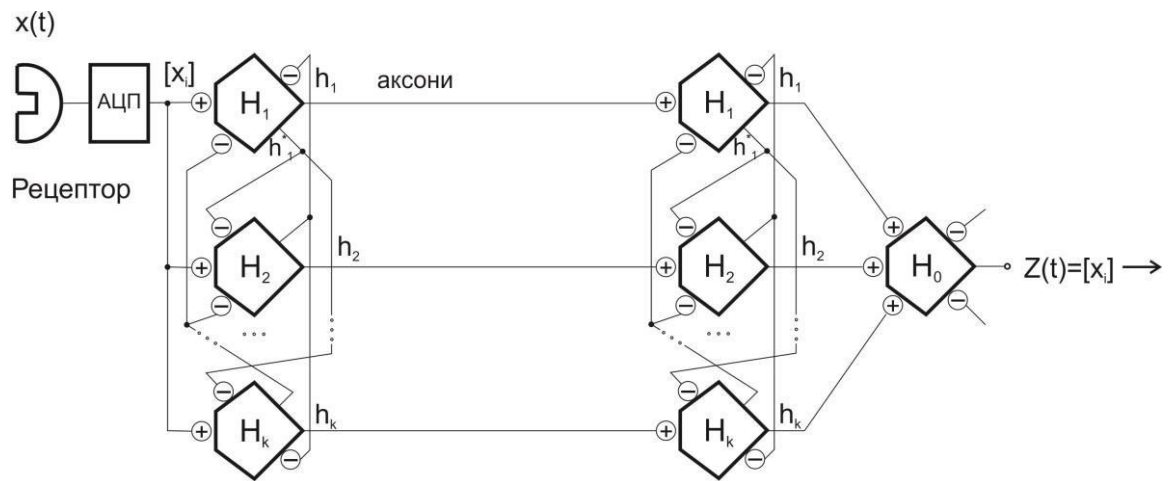 x(t)
[xᵢ]
АЦП
Рецептор
H₁
h₁
аксони
h*₁
H₂
h₂
Hₖ
hₖ
H₁
h₁
h*₁
H₂
h₂
Hₖ
hₖ
H₀
Z(t)=[xᵢ]